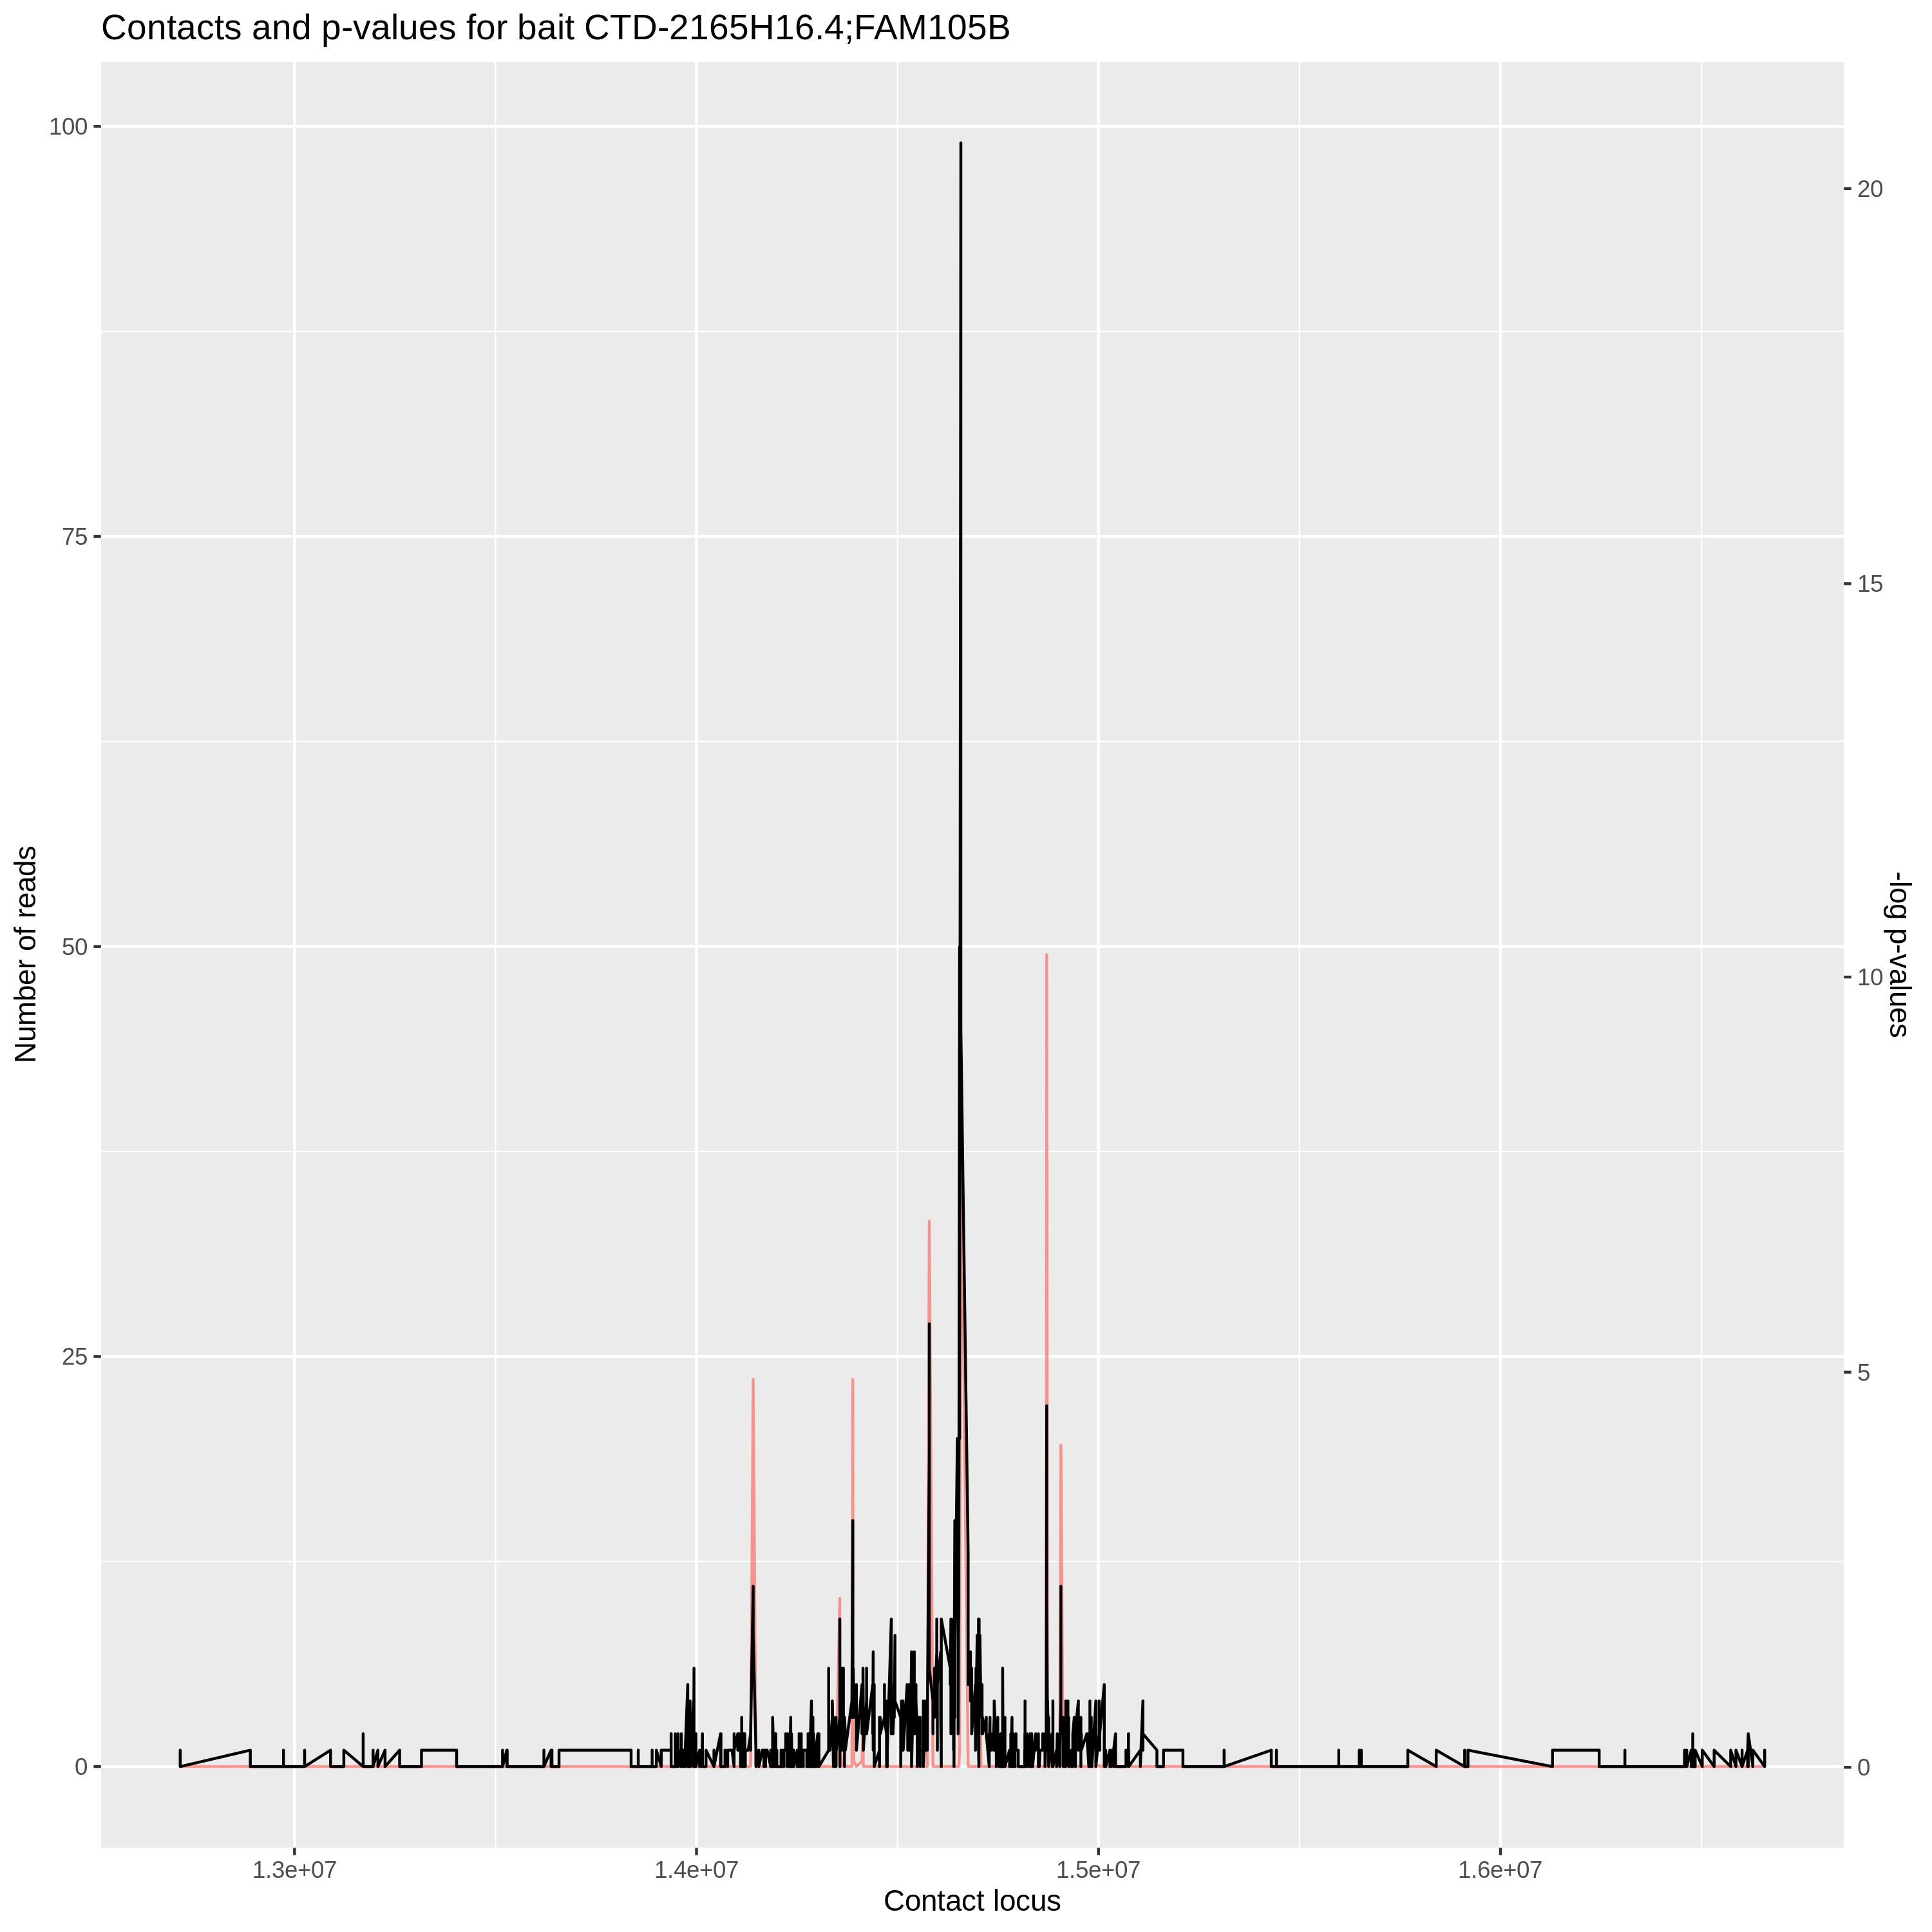 Contacts and p-values for bait CTD-2165H16.4;FAM105B
100
75
50
25
0
Number of reads
20
15
10
5
0
-log p-values
1.3e+07
1.4e+07
1.5e+07
1.6e+07
Contact locus